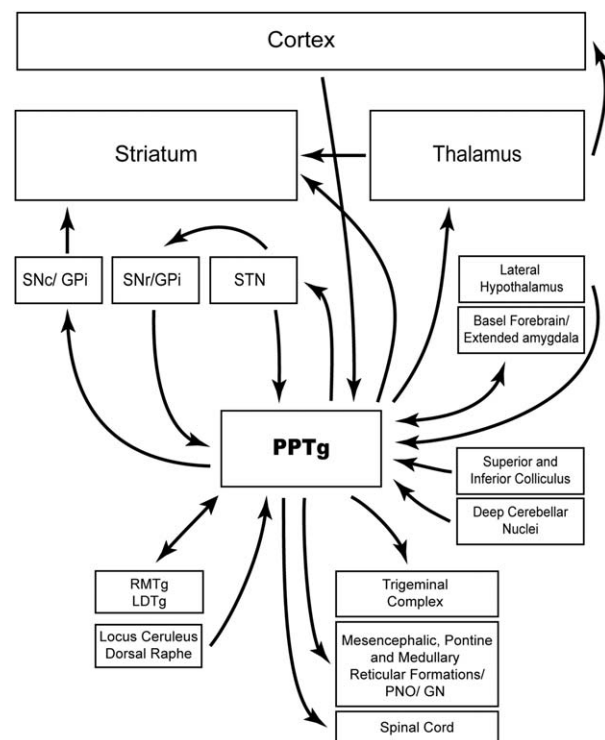 Cortex
Striatum
Thalamus
SNc/ GPi
SNr/GPi
STN
Lateral
Hypothalamus
Basel Forebrain/
Extended amygdala
PPTg
Superior and
Inferior Colliculus
Deep Cerebellar
Nuclei
RMTg
LDTg
Locus Ceruleus
Dorsal Raphe
Trigeminal
Complex
Mesencephalic, Pontine
and Medullary
Reticular Formations/
PNO/ GN
Spinal Cord